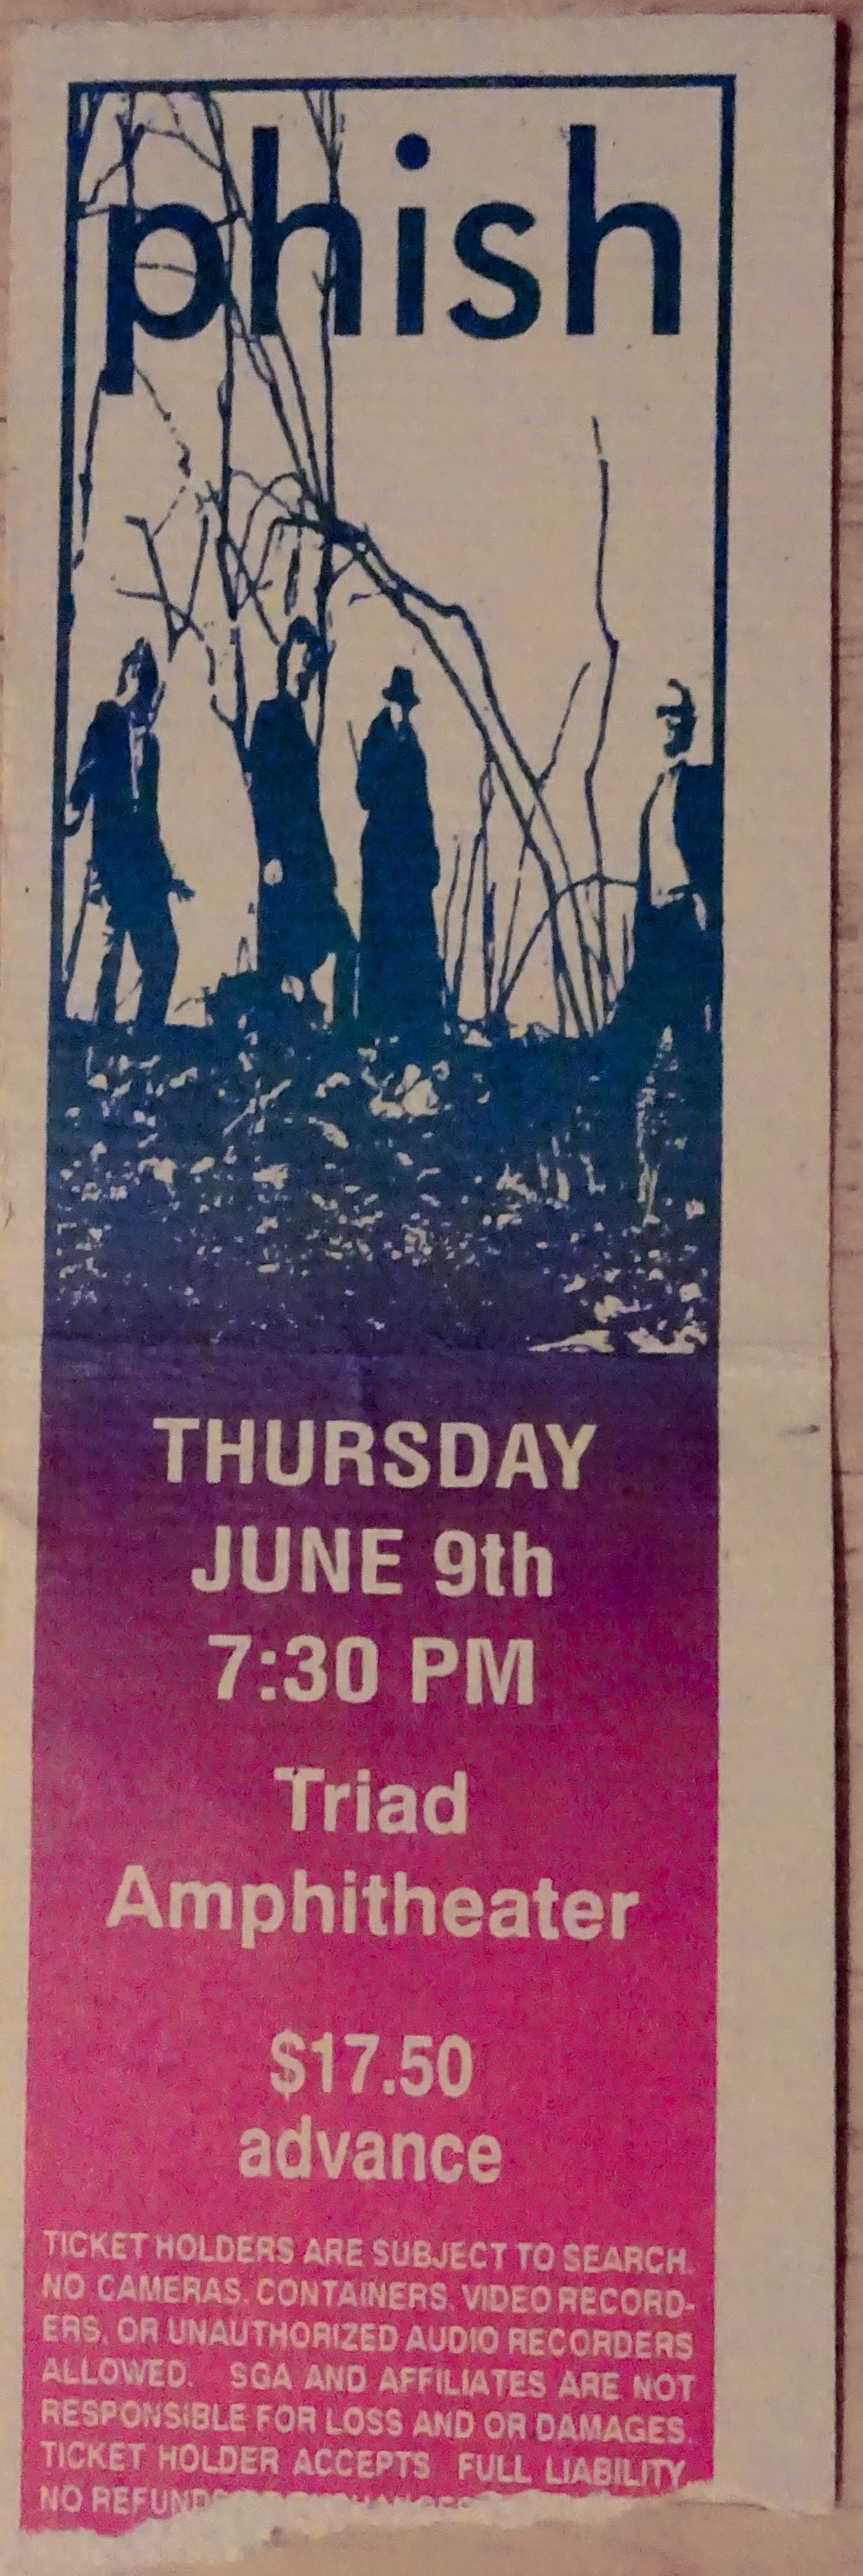 phish
THURSDAY
JUNE 9th
7:30 PM
Triad
Amphitheater
$17.50
advance
TICKET HOLDERS ARE SUBJECT TO SEARCH.
NO CAMERAS, CONTAINERS, VIDEO RECORD-
ERS, OR UNAUTHORIZED AUDIO RECORDERS
ALLOWED. SGA AND AFFILIATES ARE NOT
RESPONSIBLE FOR LOSS AND OR DAMAGES.
TICKET HOLDER ACCEPTS FULL LIABILITY.
NO REFUNDS